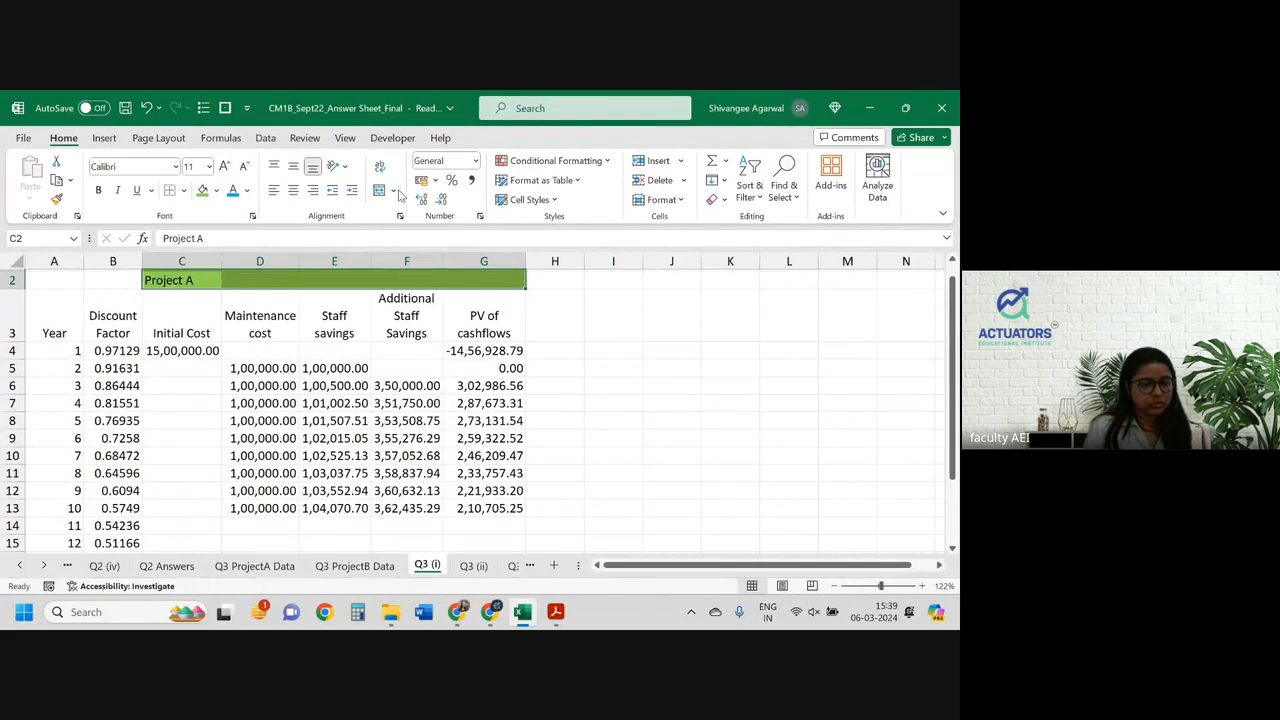 AutoSave Off CM1B_Sept22_Answer Sheet_Final - Read... Search Shivangee Agarwal SA
File Home Insert Page Layout Formulas Data Review View Developer Help Comments Share
Calibri 11 General Conditional Formatting Insert
Paste B I U Format as Table Delete Sort & Filter Find & Select Add-ins Analyze Data
Cell Styles Format
Clipboard Font Alignment Number Styles Cells Editing Add-ins
C2 fx Project A
A B C D E F G H I J K L M N
2 Project A
3 Year Discount Factor Initial Cost Maintenance cost Staff savings Additional Staff Savings PV of cashflows
4 1 0.97129 15,00,000.00 -14,56,928.79
5 2 0.91631 1,00,000.00 1,00,000.00 0.00
6 3 0.86444 1,00,000.00 1,00,500.00 3,50,000.00 3,02,986.56
7 4 0.81551 1,00,000.00 1,01,002.50 3,51,750.00 2,87,673.31
8 5 0.76935 1,00,000.00 1,01,507.51 3,53,508.75 2,73,131.54
9 6 0.7258 1,00,000.00 1,02,015.05 3,55,276.29 2,59,322.52
10 7 0.68472 1,00,000.00 1,02,525.13 3,57,052.68 2,46,209.47
11 8 0.64596 1,00,000.00 1,03,037.75 3,58,837.94 2,33,757.43
12 9 0.6094 1,00,000.00 1,03,552.94 3,60,632.13 2,21,933.20
13 10 0.5749 1,00,000.00 1,04,070.70 3,62,435.29 2,10,705.25
14 11 0.54236
15 12 0.51166
Q2 (iv) Q2 Answers Q3 ProjectA Data Q3 ProjectB Data Q3 (i) Q3 (ii)
Ready Accessibility: Investigate 122%
Search ENG IN 15:39 06-03-2024
ACTUATORS
EDUCATIONAL INSTITUTE
faculty AEI